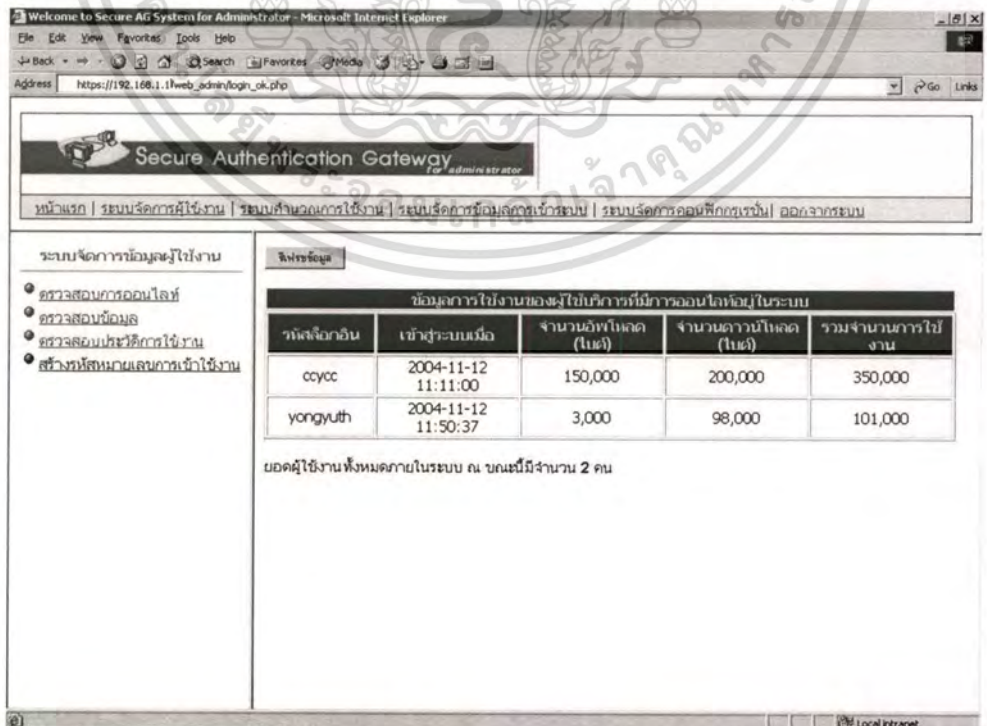 Welcome to Secure AG System for Administrator - Microsoft Internet Explorer
File Edit View Favorites Tools Help
Back Search Favorites Media
Address https://192.168.1.1/web_admin/login_ok.php Go Links
Secure Authentication Gateway
for administrator
หน้าแรก | ระบบจัดการผู้ใช้งาน | ระบบคำนวณการใช้งาน | ระบบจัดการข้อมูลการเข้าระบบ | ระบบจัดการคอนฟิกกูเรชั่น| ออกจากระบบ
ระบบจัดการข้อมูลผู้ใช้งาน
ตรวจสอบการออนไลท์
ตรวจสอบข้อมูล
ตรวจสอบประวัติการใช้งาน
สร้างรหัสหมายเลขการเข้าใช้งาน
รีเฟรชข้อมูล
ข้อมูลการใช้งานของผู้ใช้บริการที่มีการออนไลท์อยู่ในระบบ
รหัสล็อกอิน เข้าสู่ระบบเมื่อ จำนวนอัพโหลด (ไบต์) จำนวนดาวน์โหลด (ไบต์) รวมจำนวนการใช้งาน
ccycc 2004-11-12 11:11:00 150,000 200,000 350,000
yongyuth 2004-11-12 11:50:37 3,000 98,000 101,000
ยอดผู้ใช้งานทั้งหมดภายในระบบ ณ ขณะนี้มีจำนวน 2 คน
Local intranet